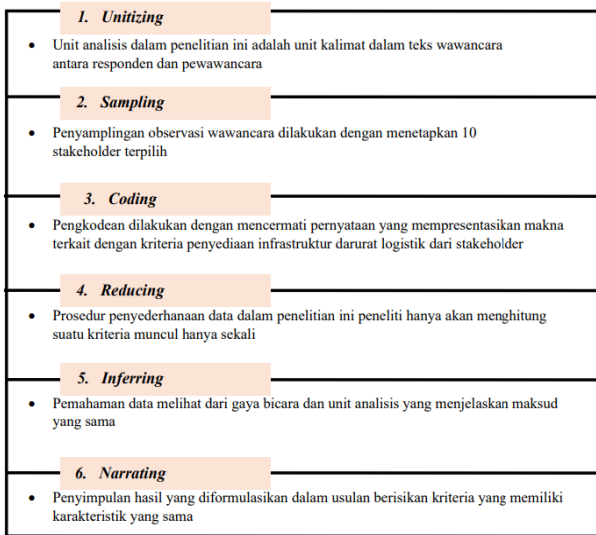 1. Unitizing
• Unit analisis dalam penelitian ini adalah unit kalimat dalam teks wawancara
antara responden dan pewawancara
2. Sampling
• Penyamplingan observasi wawancara dilakukan dengan menetapkan 10
stakeholder terpilih
3. Coding
• Pengkodean dilakukan dengan mencermati pernyataan yang mempresentasikan makna
terkait dengan kriteria penyediaan infrastruktur darurat logistik dari stakeholder
4. Reducing
• Prosedur penyederhanaan data dalam penelitian ini peneliti hanya akan menghitung
suatu kriteria muncul hanya sekali
5. Inferring
• Pemahaman data melihat dari gaya bicara dan unit analisis yang menjelaskan maksud
yang sama
6. Narrating
• Penyimpulan hasil yang diformulasikan dalam usulan berisikan kriteria yang memiliki
karakteristik yang sama